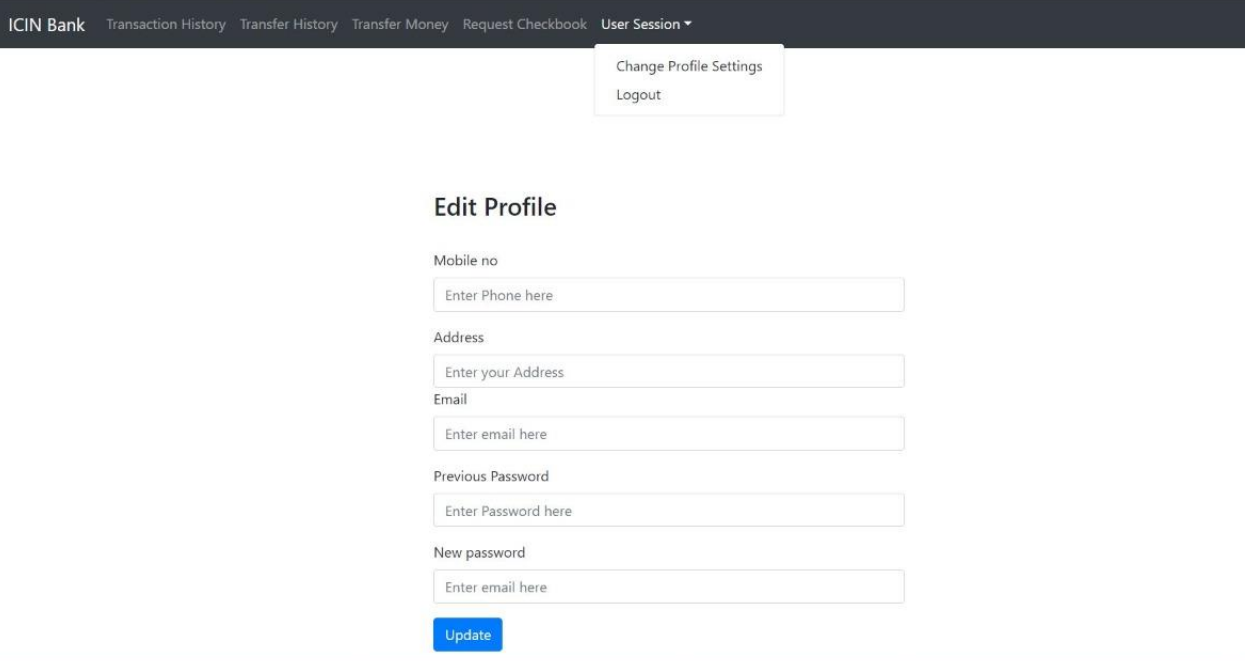 ICIN Bank Transaction History Transfer History Transfer Money Request Checkbook User Session
Change Profile Settings
Logout
Edit Profile
Mobile no
Enter Phone here
Address
Enter your Address
Email
Enter email here
Previous Password
Enter Password here
New password
Enter email here
Update